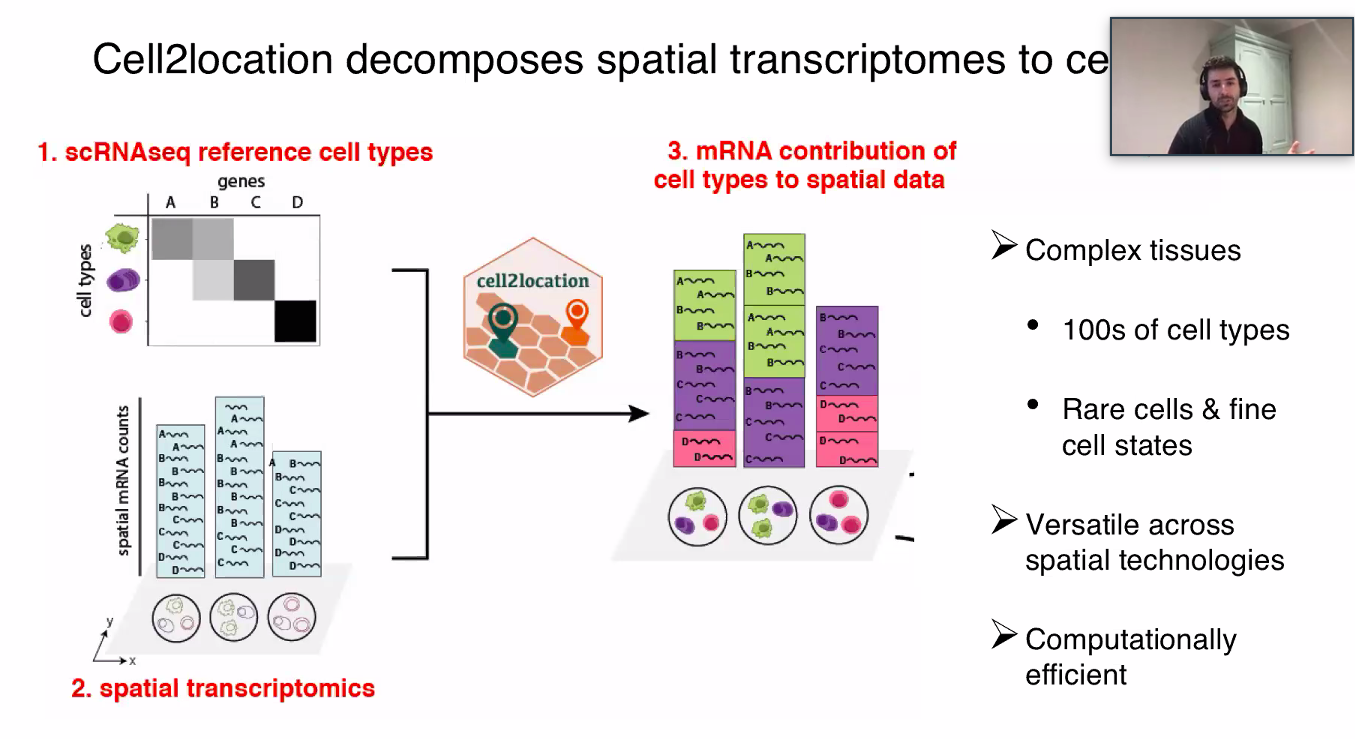 Cell2location decomposes spatial transcriptomes to ce
1. scRNAseq reference cell types
genes
A B C D
cell types
spatial mRNA counts
A
A
B
B
B
B
B
C
C
C
D
D
A
A
A
B
B
B
B
B
B
C
C
C
A B
B
C
C
C
D
D
D
D
y
x
2. spatial transcriptomics
cell2location
3. mRNA contribution of
cell types to spatial data
A
A
B
B
B
B
C
C
C
D
D
A
A
B
B
A
A
B
B
B
B
C
C
C
B
B
C
C
C
D
D
D
D
Complex tissues
• 100s of cell types
• Rare cells & fine
cell states
Versatile across
spatial technologies
Computationally
efficient